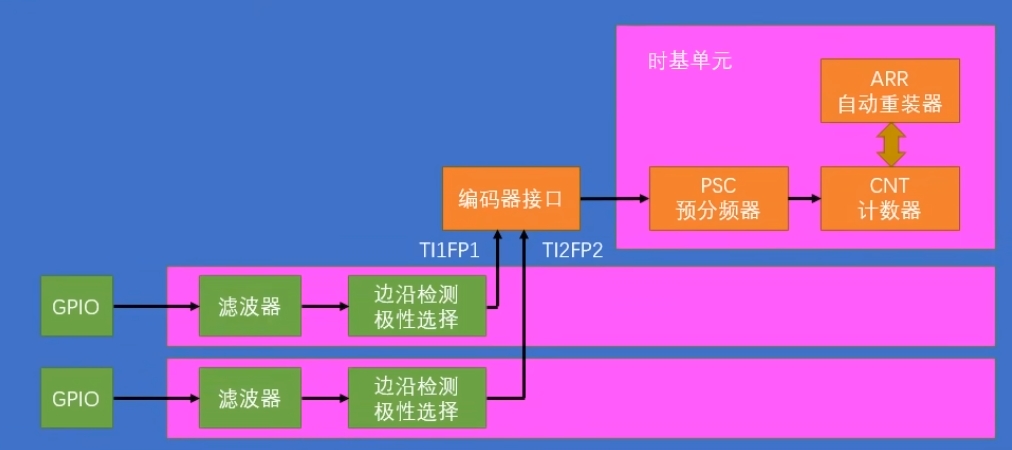 时基单元
ARR
自动重装器
编码器接口
PSC
预分频器
CNT
计数器
TI1FP1
TI2FP2
GPIO
滤波器
边沿检测
极性选择
GPIO
滤波器
边沿检测
极性选择